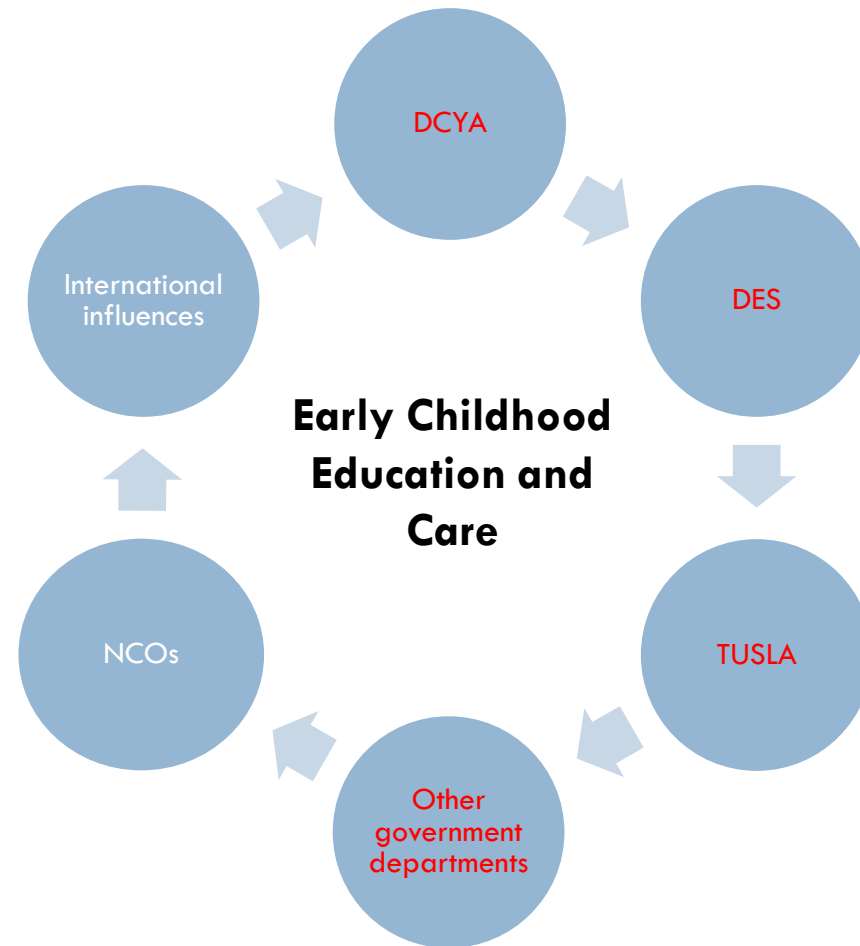 DCYA
DES
TUSLA
Other
government
departments
NCOs
International
influences
Early Childhood
Education and
Care